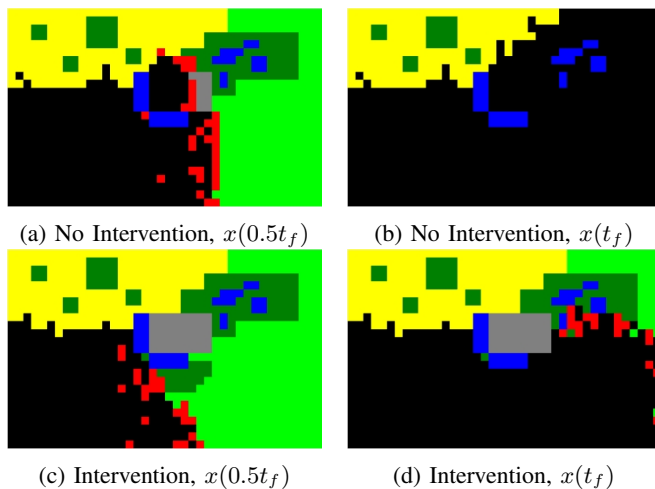 (a) No Intervention, x(0.5t_f)
(b) No Intervention, x(t_f)
(c) Intervention, x(0.5t_f)
(d) Intervention, x(t_f)